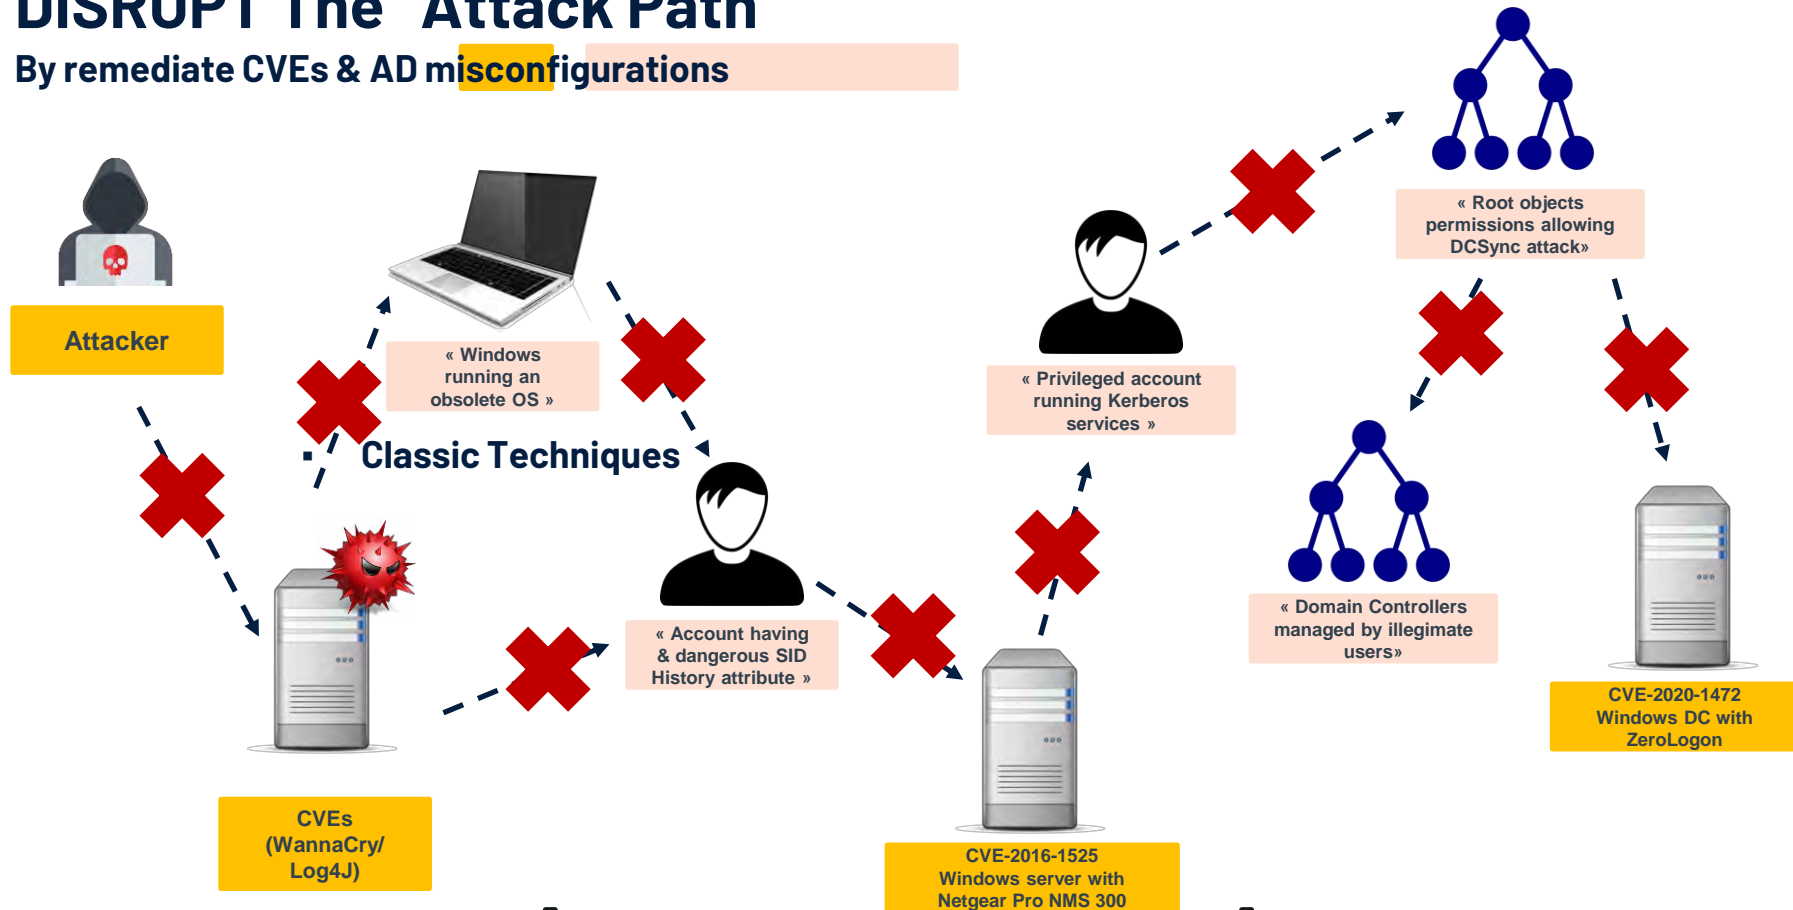 DISRUPT The "Attack Path
By remediate CVEs & AD misconfigurations
Attacker
« Windows
running an
obsolete OS »
▪ Classic Techniques
« Account having
& dangerous SID
History attribute »
CVEs
(WannaCry/
Log4J)
« Privileged account
running Kerberos
services »
CVE-2016-1525
Windows server with
Netgear Pro NMS 300
« Root objects
permissions allowing
DCSync attack»
« Domain Controllers
managed by illegimate
users»
CVE-2020-1472
Windows DC with
ZeroLogon